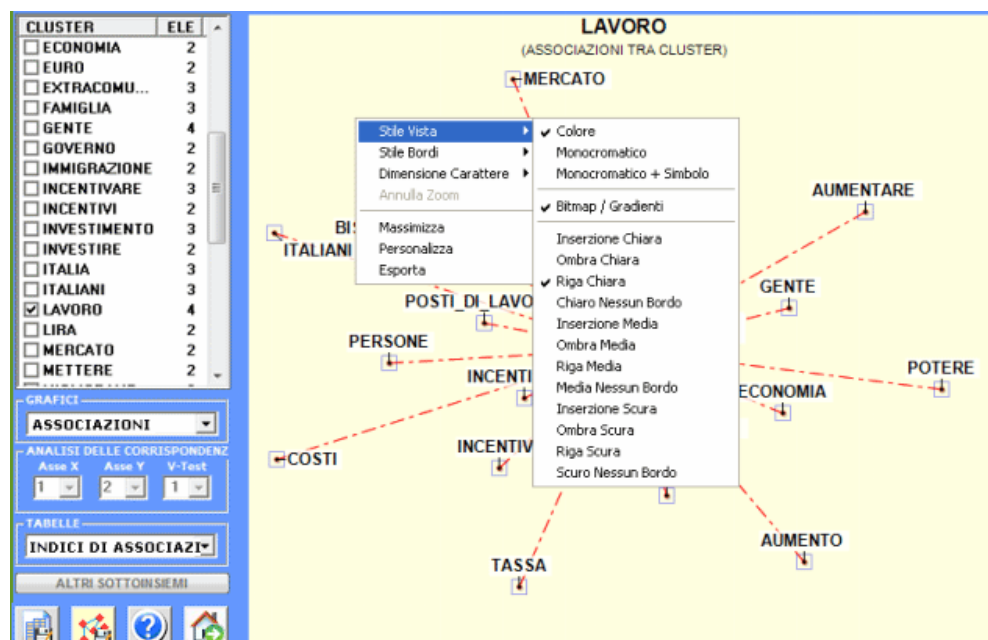 CLUSTER ELE
ECONOMIA 2
EURO 2
EXTRACOMU... 3
FAMIGLIA 3
GENTE 4
GOVERNO 2
IMMIGRAZIONE 2
INCENTIVARE 3
INCENTIVI 2
INVESTIMENTO 3
INVESTIRE 2
ITALIA 3
ITALIANI 3
LAVORO 4
LIRA 2
MERCATO 2
METTERE 2
GRAFICI
ASSOCIAZIONI
ANALISI DELLE CORRISPONDENZ
Asse X Asse Y V-Test
1 2 1
TABELLE
INDICI DI ASSOCIAZI
ALTRI SOTTOINSIEMI
LAVORO
(ASSOCIAZIONI TRA CLUSTER)
MERCATO
Stile Vista
Stile Bordi
Dimensione Carattere
Annulla Zoom
Massimizza
Personalizza
Esporta
Colore
Monocromatico
Monocromatico + Simbolo
Bitmap / Gradienti
Inserzione Chiara
Ombra Chiara
Riga Chiara
Chiaro Nessun Bordo
Inserzione Media
Ombra Media
Riga Media
Media Nessun Bordo
Inserzione Scura
Ombra Scura
Riga Scura
Scuro Nessun Bordo
AUMENTARE
BI
ITALIANI
GENTE
POSTI_DI_LAVO
PERSONE
POTERE
INCENTI
ECONOMIA
INCENTIV
COSTI
AUMENTO
TASSA